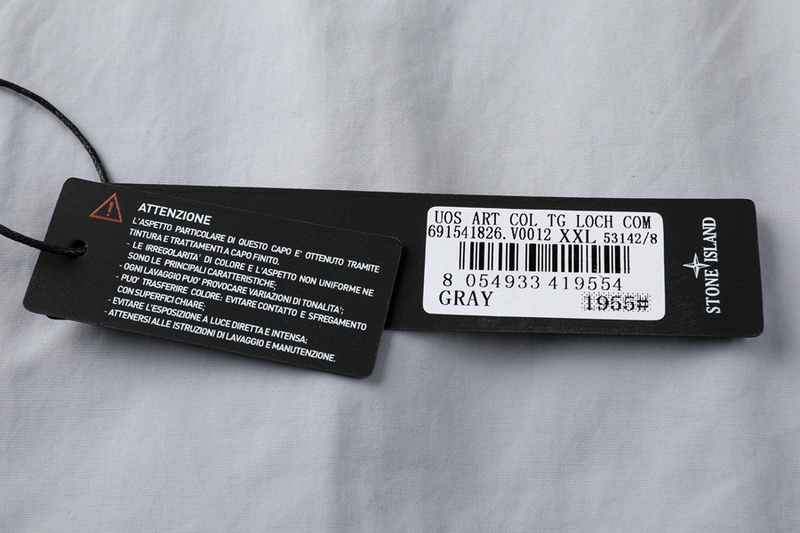 ATTENZIONE
L'ASPETTO PARTICOLARE DI QUESTO CAPO E' OTTENUTO TRAMITE
TINTURA E TRATTAMENTI A CAPO FINITO.
- LE IRREGOLARITA' DI COLORE E L'ASPETTO NON UNIFORME NE
SONO LE PRINCIPALI CARATTERISTICHE;
- OGNI LAVAGGIO PUO' PROVOCARE VARIAZIONI DI TONALITA';
- PUO' TRASFERIRE COLORE: EVITARE CONTATTO E SFREGAMENTO
CON SUPERFICI CHIARE;
- EVITARE L'ESPOSIZIONE A LUCE DIRETTA E INTENSA;
- ATTENERSI ALLE ISTRUZIONI DI LAVAGGIO E MANUTENZIONE.
UOS ART COL TG LOCH COM
691541826.V0012 XXL 53142/8
8 054933 419554
GRAY 1955#
STONE ISLAND